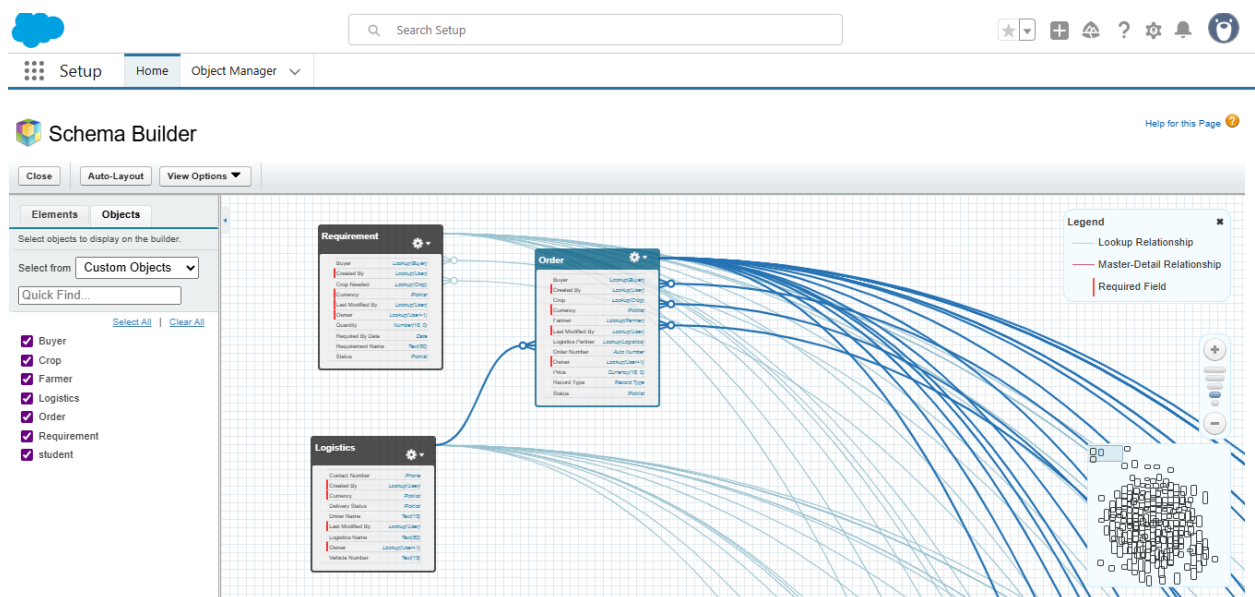 Search Setup
Setup
Home
Object Manager
Schema Builder
Help for this Page
Close
Auto-Layout
View Options
Elements
Objects
Select objects to display on the builder.
Select from
Custom Objects
Quick Find...
Select All | Clear All
Buyer
Crop
Farmer
Logistics
Order
Requirement
student
Requirement
Buyer Lookup(Buyer)
Created By Lookup(User)
Crop Needed Lookup(Crop)
Currency Picklist
Last Modified By Lookup(User)
Owner Lookup(User+1)
Quantity Number(18, 0)
Required By Date Date
Requirement Name Text(80)
Status Picklist
Order
Buyer Lookup(Buyer)
Created By Lookup(User)
Crop Lookup(Crop)
Currency Picklist
Farmer Lookup(Farmer)
Last Modified By Lookup(User)
Logistics Partner Lookup(Logistics)
Order Number Auto Number
Owner Lookup(User+1)
Price Currency(18, 0)
Record Type Record Type
Status Picklist
Logistics
Contact Number Phone
Created By Lookup(User)
Currency Picklist
Delivery Status Picklist
Driver Name Text(15)
Last Modified By Lookup(User)
Logistics Name Text(80)
Owner Lookup(User+1)
Vehicle Number Text(15)
Legend
Lookup Relationship
Master-Detail Relationship
Required Field